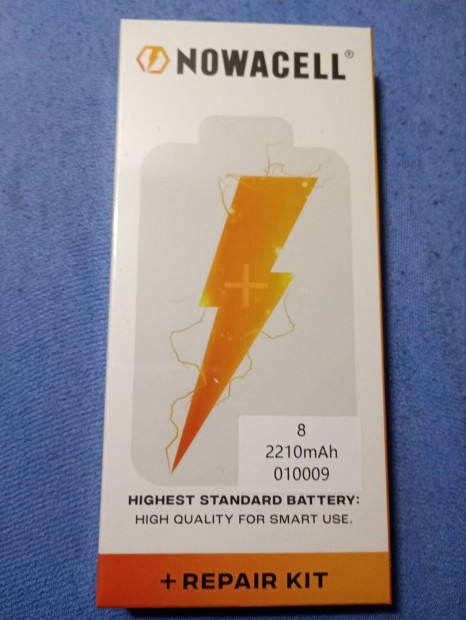 NOWACELL®
8
2210mAh
010009
HIGHEST STANDARD BATTERY:
HIGH QUALITY FOR SMART USE.
+ REPAIR KIT